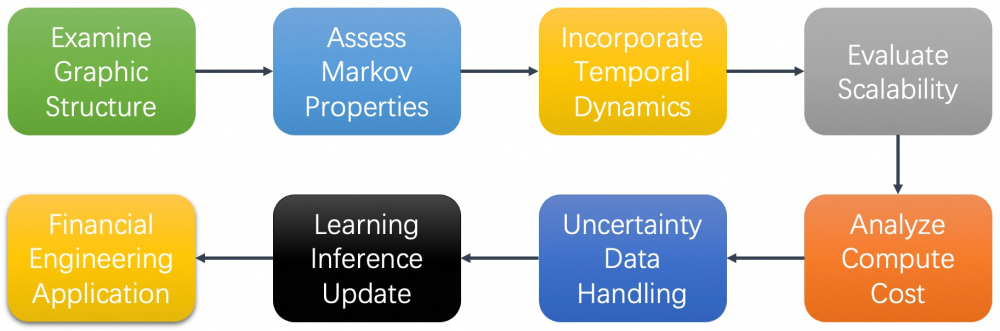 Examine
Graphic
Structure
Assess
Markov
Properties
Incorporate
Temporal
Dynamics
Evaluate
Scalability
Analyze
Compute
Cost
Uncertainty
Data
Handling
Learning
Inference
Update
Financial
Engineering
Application